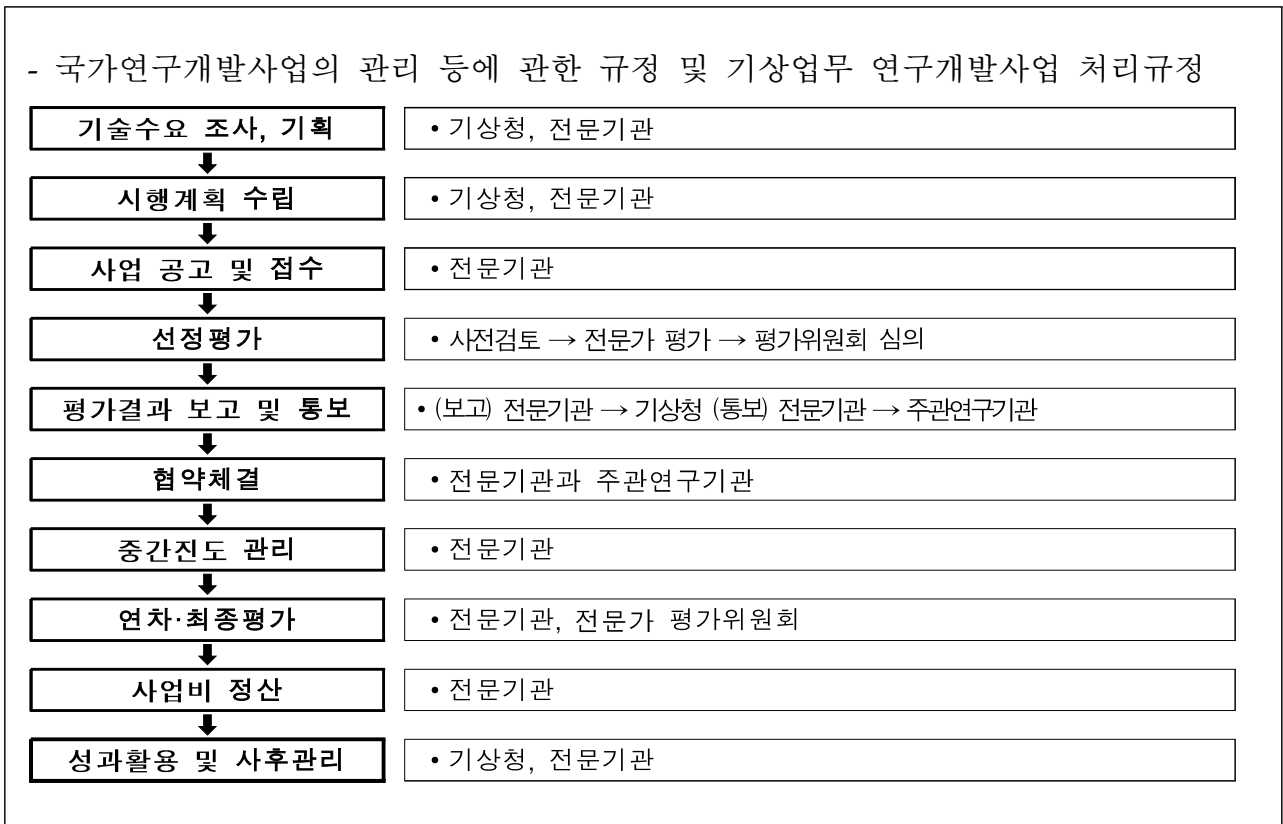 - 국가연구개발사업의 관리 등에 관한 규정 및 기상업무 연구개발사업 처리규정
기술수요 조사, 기획
• 기상청, 전문기관
시행계획 수립
• 기상청, 전문기관
사업 공고 및 접수
• 전문기관
선정평가
• 사전검토 → 전문가 평가 → 평가위원회 심의
평가결과 보고 및 통보
• (보고) 전문기관 → 기상청 (통보) 전문기관 → 주관연구기관
협약체결
• 전문기관과 주관연구기관
중간진도 관리
• 전문기관
연차·최종평가
• 전문기관, 전문가 평가위원회
사업비 정산
• 전문기관
성과활용 및 사후관리
• 기상청, 전문기관